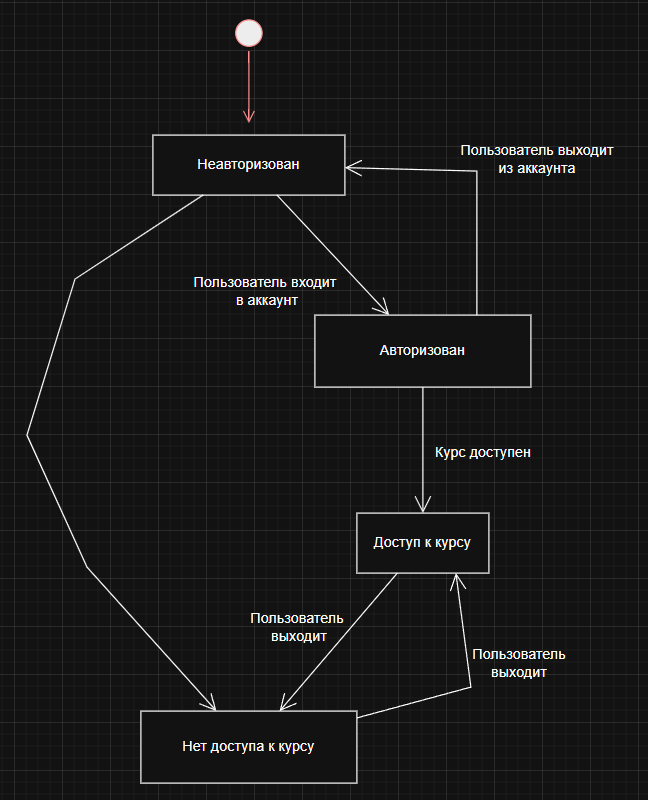 Неавторизован
Пользователь выходит
из аккаунта
Пользователь входит
в аккаунт
Авторизован
Курс доступен
Доступ к курсу
Пользователь
выходит
Пользователь
выходит
Нет доступа к курсу